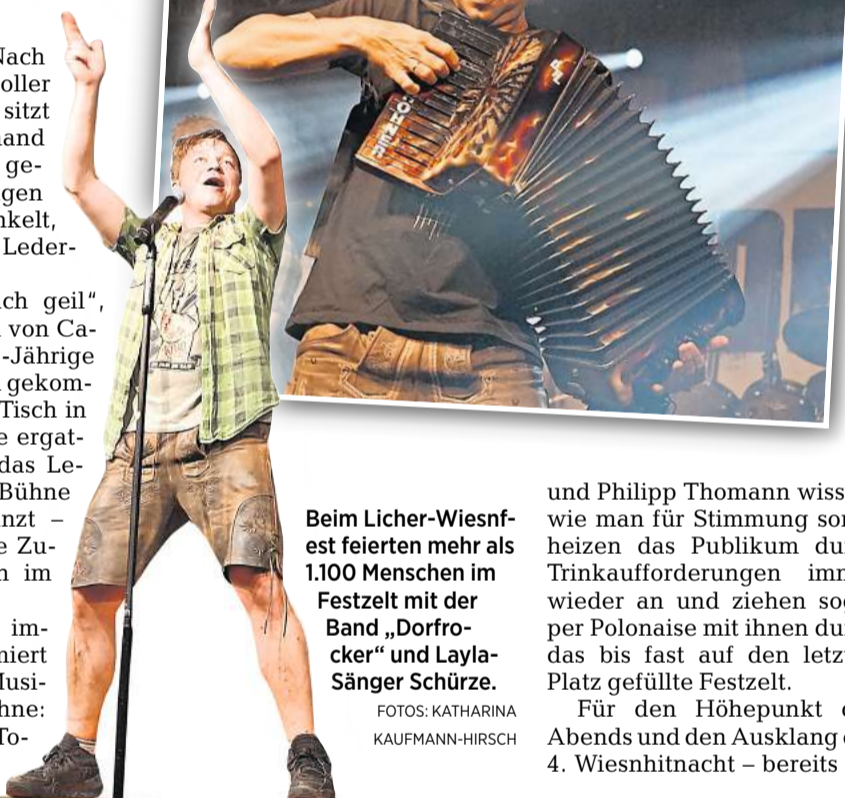 Nach
oller
sitzt
ge-
gen
nkelt,
Leder-
ch geil“,
von Ca-
-Jährige
gekom-
Tisch in
e ergat-
das Le-
Bühne
nzt –
e Zu-
im
im-
niert
Musi-
hne:
To-
HOHNER
Beim Licher-Wiesnf-
est feierten mehr als
1.100 Menschen im
Festzelt mit der
Band „Dorfro-
cker“ und Layla-
Sänger Schürze.
FOTOS: KATHARINA
KAUFMANN-HIRSCH
und Philipp Thomann wiss
wie man für Stimmung sor
heizen das Publikum du
Trinkaufforderungen imm
wieder an und ziehen sog
per Polonaise mit ihnen du
das bis fast auf den letz
Platz gefüllte Festzelt.
Für den Höhepunkt
Abends und den Ausklang
4. Wiesnhitnacht – bereits